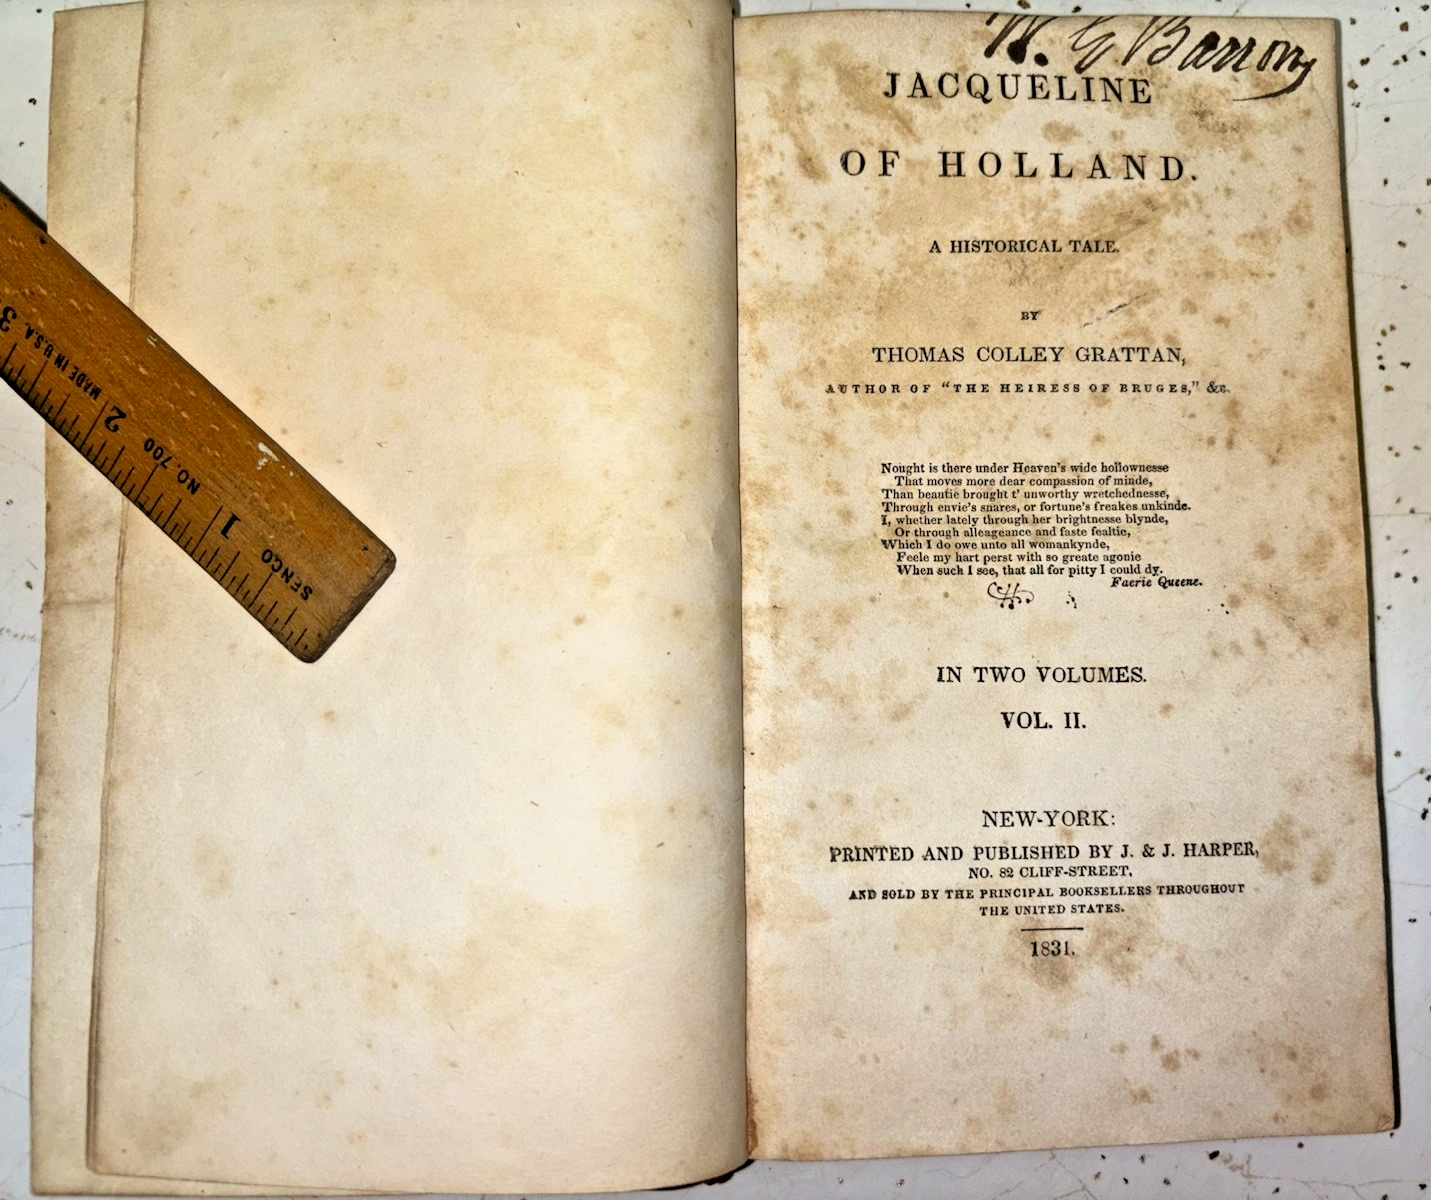 3
MADE IN U.S.A.
2
NO. 700
1
SENCO
W. G Barron
JACQUELINE
OF HOLLAND.
A HISTORICAL TALE.
BY
THOMAS COLLEY GRATTAN,
AUTHOR OF "THE HEIRESS OF BRUGES," &c.
Nought is there under Heaven's wide hollownesse
That moves more dear compassion of minde,
Than beautie brought t' unworthy wretchednesse,
Through envie's snares, or fortune's freakes unkinde.
I, whether lately through her brightnesse blynde,
Or through alleageance and faste fealtie,
Which I do owe unto all womankynde,
Feele my hart perst with so greate agonie
When such I see, that all for pitty I could dy.
Faerie Queene.
IN TWO VOLUMES.
VOL. II.
NEW-YORK:
PRINTED AND PUBLISHED BY J. & J. HARPER,
NO. 82 CLIFF-STREET,
AND SOLD BY THE PRINCIPAL BOOKSELLERS THROUGHOUT
THE UNITED STATES.
1831.